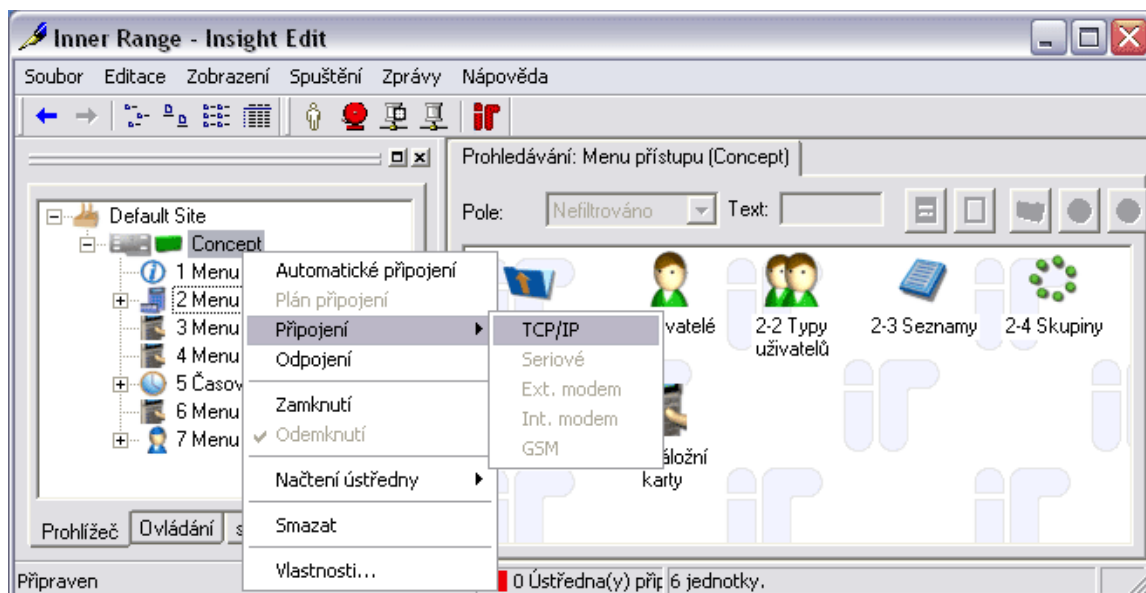 Inner Range - Insight Edit
Soubor Editace Zobrazení Spuštění Zprávy Nápověda
Prohledávání: Menu přístupu (Concept)
Pole: Nefiltrováno Text:
Default Site
Concept
1 Menu
2 Menu
3 Menu
4 Menu
5 Časov
6 Menu
7 Menu
Prohlížeč Ovládání s
Automatické připojení
Plán připojení
Připojení
Odpojení
Zamknutí
Odemknutí
Načtení ústředny
Smazat
Vlastnosti...
TCP/IP
Seriové
Ext. modem
Int. modem
GSM
vatelé
2-2 Typy
uživatelů
2-3 Seznamy
2-4 Skupiny
áložní
karty
Připraven 0 Ústředna(y) přip 6 jednotky.